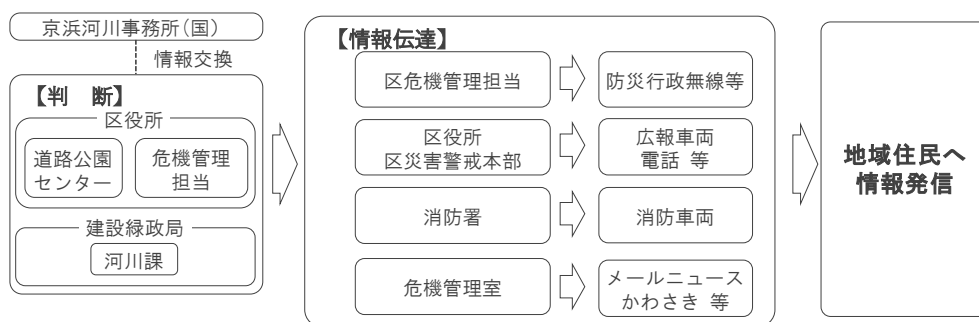 京浜河川事務所(国)
情報交換
【判　断】
区役所
道路公園
センター
危機管理
担当
建設緑政局
河川課
【情報伝達】
区危機管理担当
防災行政無線等
区役所
区災害警戒本部
広報車両
電話 等
消防署
消防車両
危機管理室
メールニュース
かわさき 等
地域住民へ
情報発信